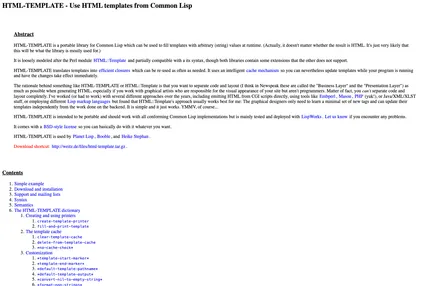 HTML-TEMPLATE - Use HTML templates from Common Lisp
Abstract
HTML-TEMPLATE is a portable library for Common Lisp which can be used to fill templates with arbitrary (string) values at runtime. (Actually, it doesn't matter whether the result is HTML. It's just very likely that
this will be what the library is mostly used for.)
It is loosely modeled after the Perl module HTML::Template and partially compatible with a its syntax, though both libraries contain some extensions that the other does not support.
HTML-TEMPLATE translates templates into efficient closures which can be re-used as often as needed. It uses an intelligent cache mechanism so you can nevertheless update templates while your program is running
and have the changes take effect immediately.
The rationale behind something like HTML-TEMPLATE or HTML::Template is that you want to separate code and layout (I think in Newspeak these are called the "Business Layer" and the "Presentation Layer") as
much as possible when generating HTML, especially if you work with graphical artists who are responsible for the visual appearance of your site but aren't programmers. Matter of fact, you can't separate code and
layout completely. I've worked (or had to work) with several different approaches over the years, including emitting HTML from CGI scripts directly, using tools like Embperl, Mason, PHP (yuk!), or Java/XML/XSLT
stuff, or employing different Lisp markup languages but found that HTML::Template's approach usually works best for me: The graphical designers only need to learn a minimal set of new tags and can update their
templates independently from the work done on the backend. It is simple and it just works. YMMV, of course...
HTML-TEMPLATE is intended to be portable and should work with all conforming Common Lisp implementations but is mainly tested and deployed with LispWorks. Let us know if you encounter any problems.
It comes with a BSD-style license so you can basically do with it whatever you want.
HTML-TEMPLATE is used by Planet Lisp, Booble, and Heike Stephan.
Download shortcut: http://weitz.de/files/html-template.tar.gz.
Contents
1. Simple example
2. Download and installation
3. Support and mailing lists
4. Syntax
5. Semantics
6. The HTML-TEMPLATE dictionary
1. Creating and using printers
1. create-template-printer
2. fill-and-print-template
2. The template cache
1. clear-template-cache
2. delete-from-template-cache
3. *no-cache-check*
3. Customization
1. *template-start-marker*
2. *template-end-marker*
3. *default-template-pathname*
4. *default-template-output*
5. *convert-nil-to-empty-string*
6. *format-non-strings*